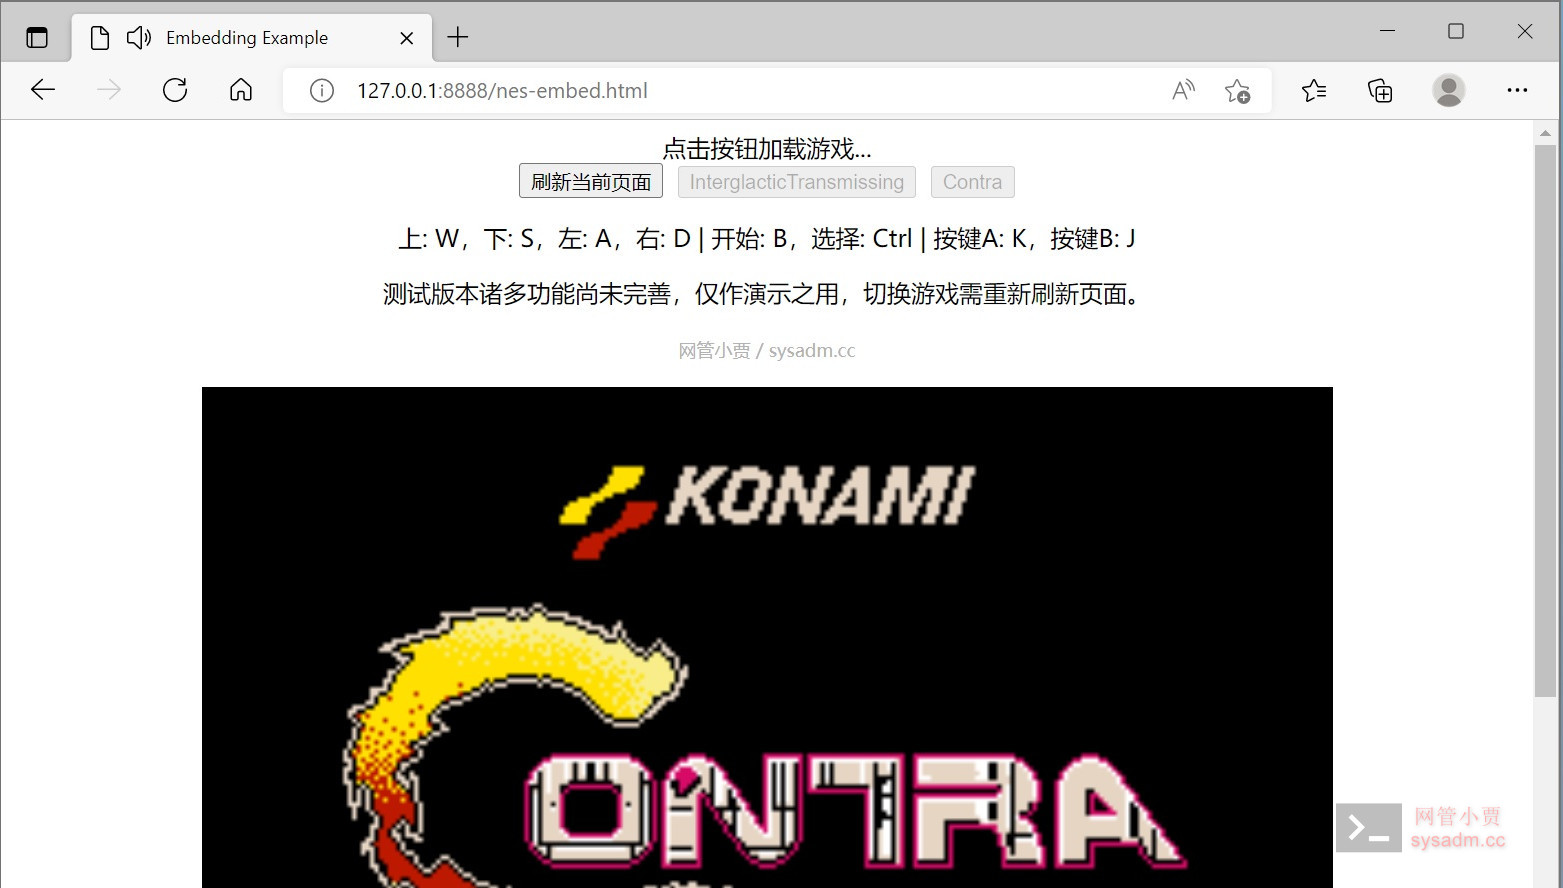 Embedding Example
127.0.0.1:8888/nes-embed.html
点击按钮加载游戏...
刷新当前页面 InterglacticTransmissing Contra
上: W，下: S，左: A，右: D | 开始: B，选择: Ctrl | 按键A: K，按键B: J
测试版本诸多功能尚未完善，仅作演示之用，切换游戏需重新刷新页面。
网管小贾 / sysadm.cc
KONAMI
CONTRA
网管小贾
sysadm.cc